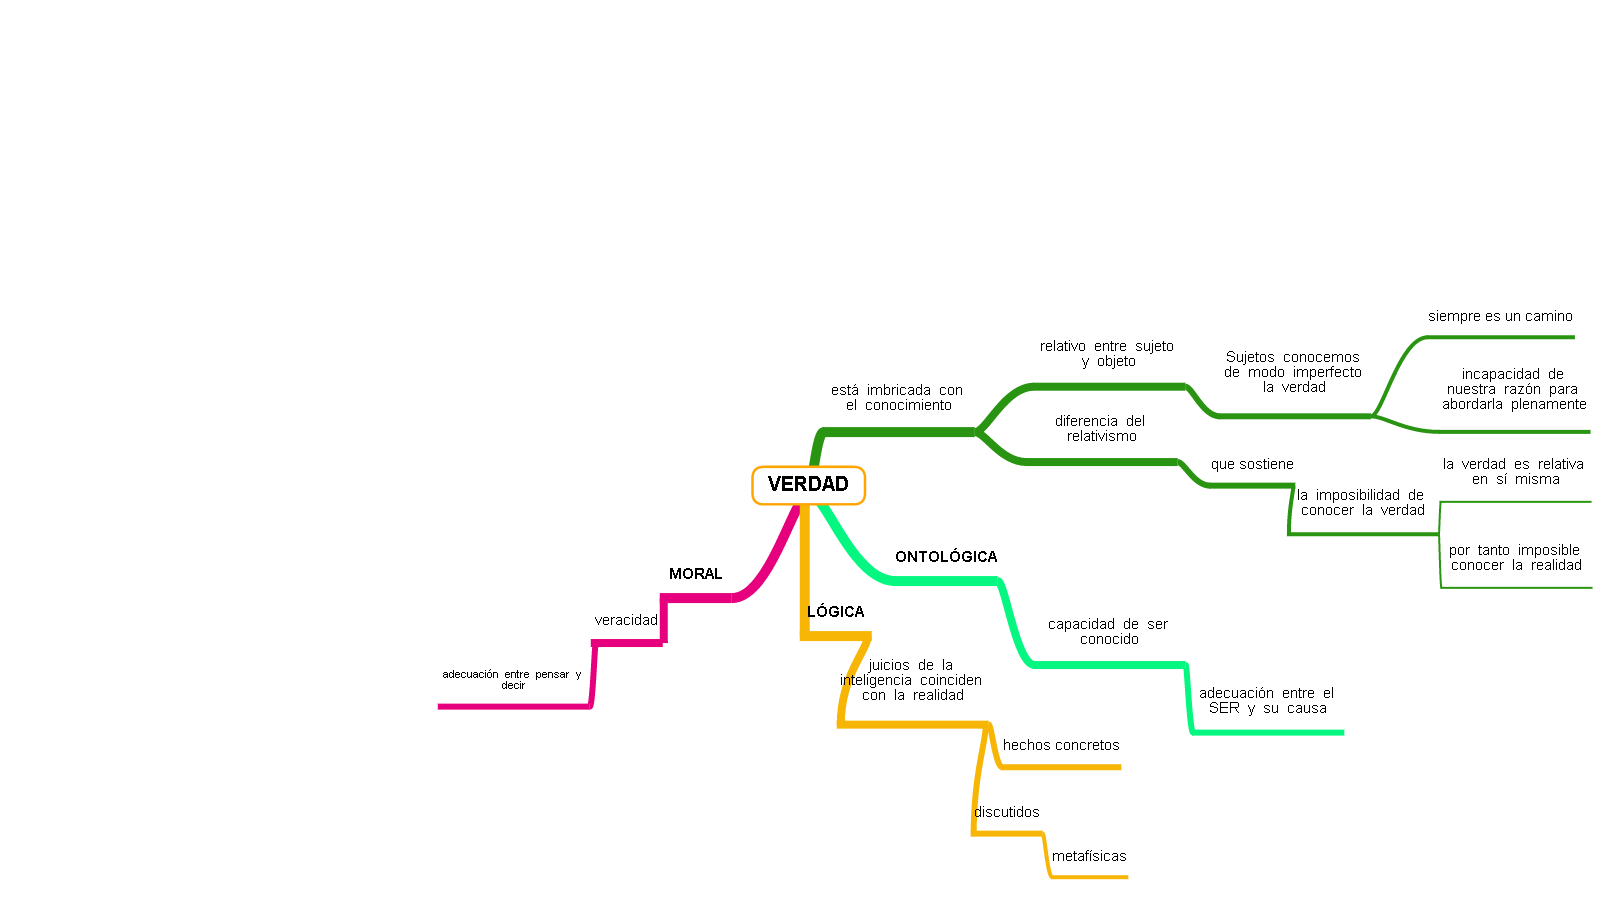 siempre es un camino
relativo entre sujeto
y objeto
Sujetos conocemos
de modo imperfecto
la verdad
incapacidad de
nuestra razón para
abordarla plenamente
está imbricada con
el conocimiento
diferencia del
relativismo
que sostiene
la verdad es relativa
en sí misma
la imposibilidad de
conocer la verdad
por tanto imposible
conocer la realidad
VERDAD
ONTOLÓGICA
capacidad de ser
conocido
adecuación entre el
SER y su causa
MORAL
veracidad
adecuación entre pensar y
decir
LÓGICA
juicios de la
inteligencia coinciden
con la realidad
hechos concretos
discutidos
metafísicas